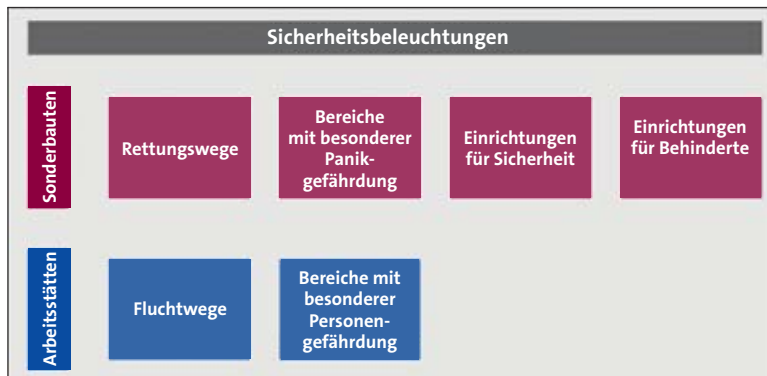 Sicherheitsbeleuchtungen
Sonderbauten
Rettungswege
Bereiche
mit besonderer
Panik-
gefährdung
Einrichtungen
für Sicherheit
Einrichtungen
für Behinderte
Arbeitsstätten
Fluchtwege
Bereiche mit
besonderer
Personen-
gefährdung